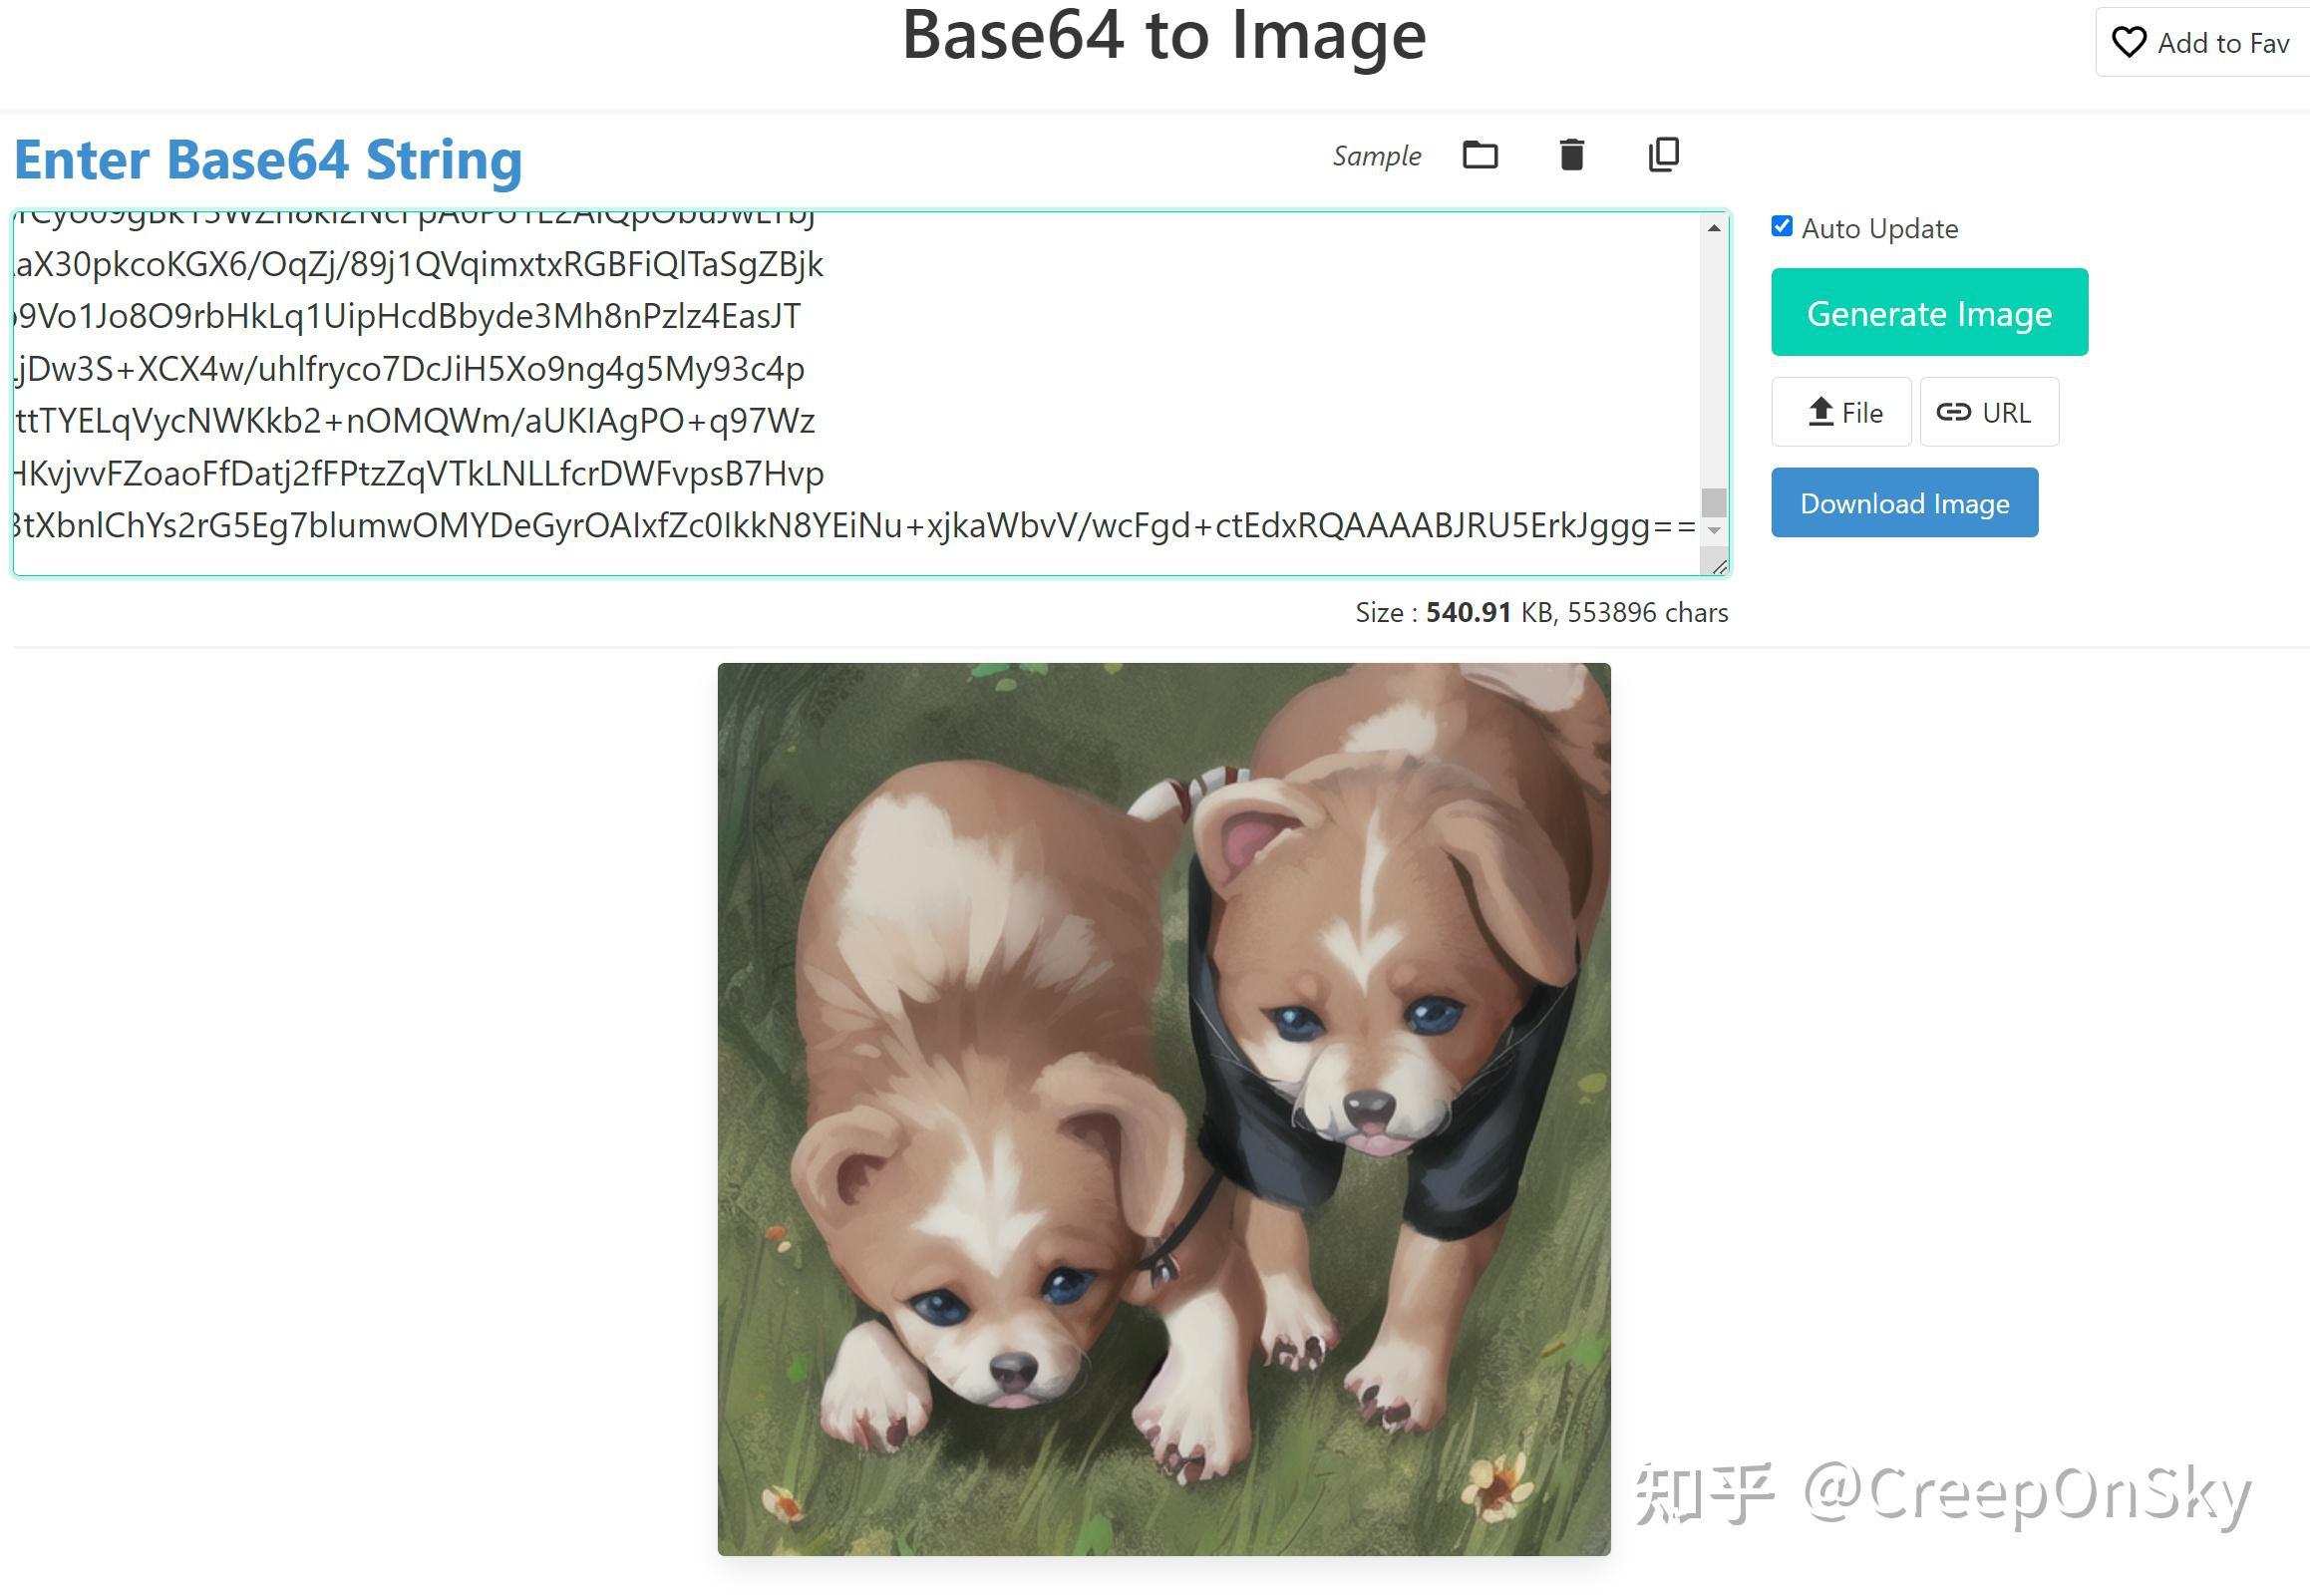 Base64 to Image
Add to Fav
Enter Base64 String
Sample
aX30pkcoKGX6/OqZj/89j1QVqimxtxRGBFiQlTaSgZBjk
9Vo1Jo8O9rbHkLq1UipHcdBbyde3Mh8nPzlz4EasJT
jDw3S+XCX4w/uhlfryco7DcJiH5Xo9ng4g5My93c4p
ttTYELqVycNWKkb2+nOMQWm/aUKIAgPO+q97Wz
HKvjvvFZoaoFfDatj2fFPtzZqVTkLNLLfcrDWFvpsB7Hvp
3tXbnlChYs2rG5Eg7blumwOMYDeGyrOAIxfZc0IkkN8YEiNu+xjkaWbvV/wcFgd+ctEdxRQAAAABJRU5ErkJggg==
Auto Update
Generate Image
File
URL
Download Image
Size : 540.91 KB, 553896 chars
知乎 @CreepOnSky